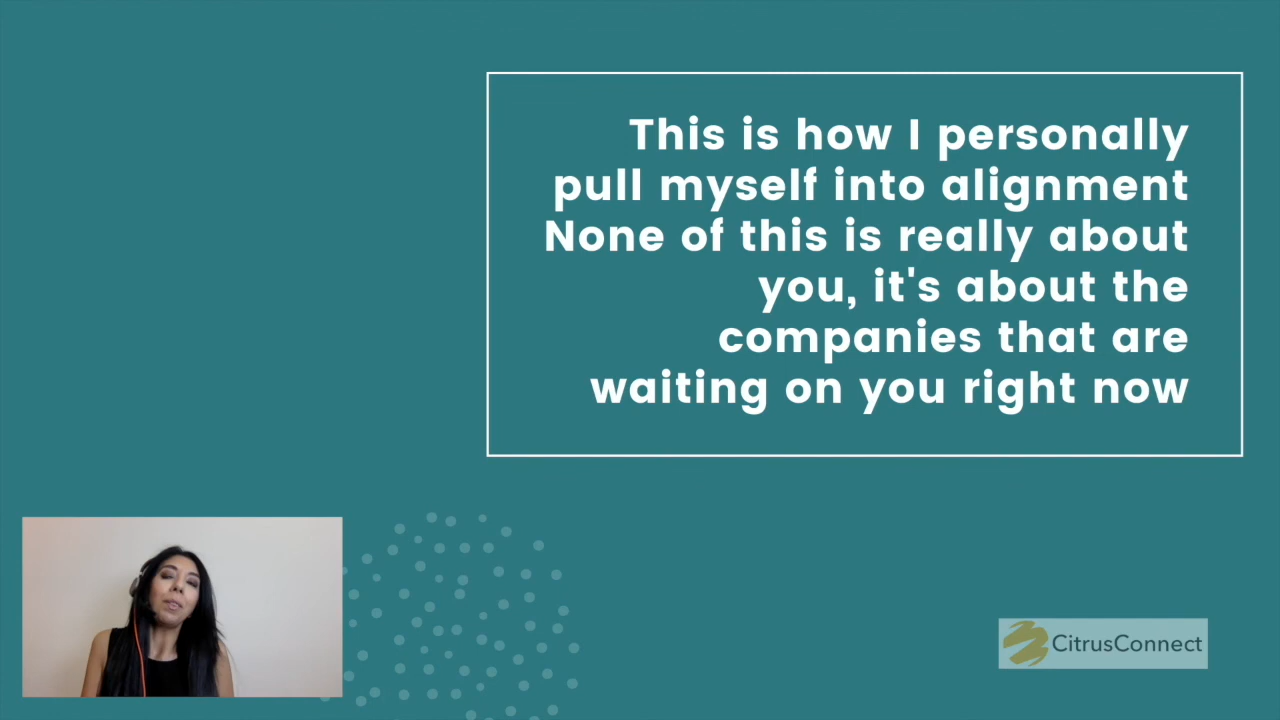 This is how I personally
pull myself into alignment
None of this is really about
you, it's about the
companies that are
waiting on you right now
CitrusConnect